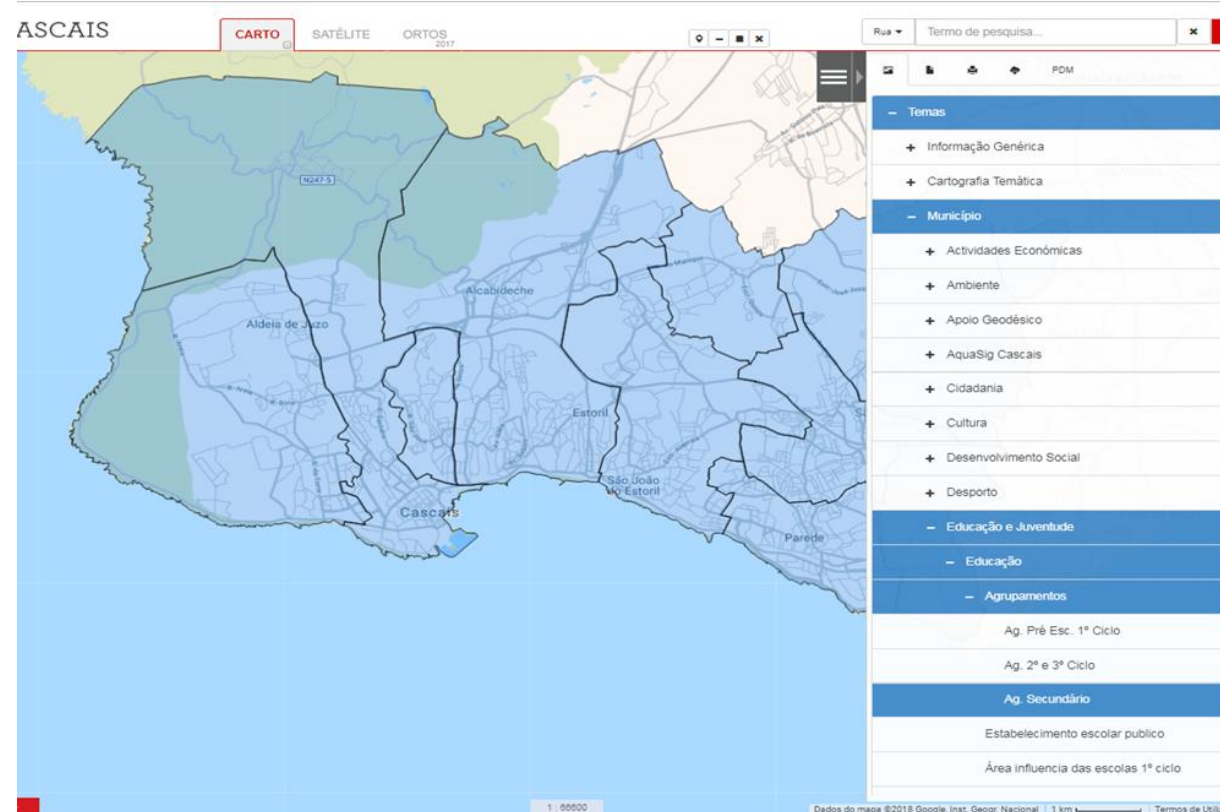 ASCAIS
CARTO
SATÉLITE
ORTOS
2017
Rua
Termo de pesquisa...
PDM
Temas
Informação Genérica
Cartografia Temática
Município
Actividades Económicas
Ambiente
Apoio Geodésico
AquaSig Cascais
Cidadania
Cultura
Desenvolvimento Social
Desporto
Educação e Juventude
Educação
Agrupamentos
Ag. Pré Esc. 1º Ciclo
Ag. 2º e 3º Ciclo
Ag. Secundário
Estabelecimento escolar publico
Área influencia das escolas 1º ciclo
N247-5
Alcabideche
Aldeia de Juzo
Estoril
São João
do Estoril
Cascais
Parede
1 : 66800
Dados do mapa ©2018 Google, Inst. Geogr. Nacional
1 km
Termos de Utili